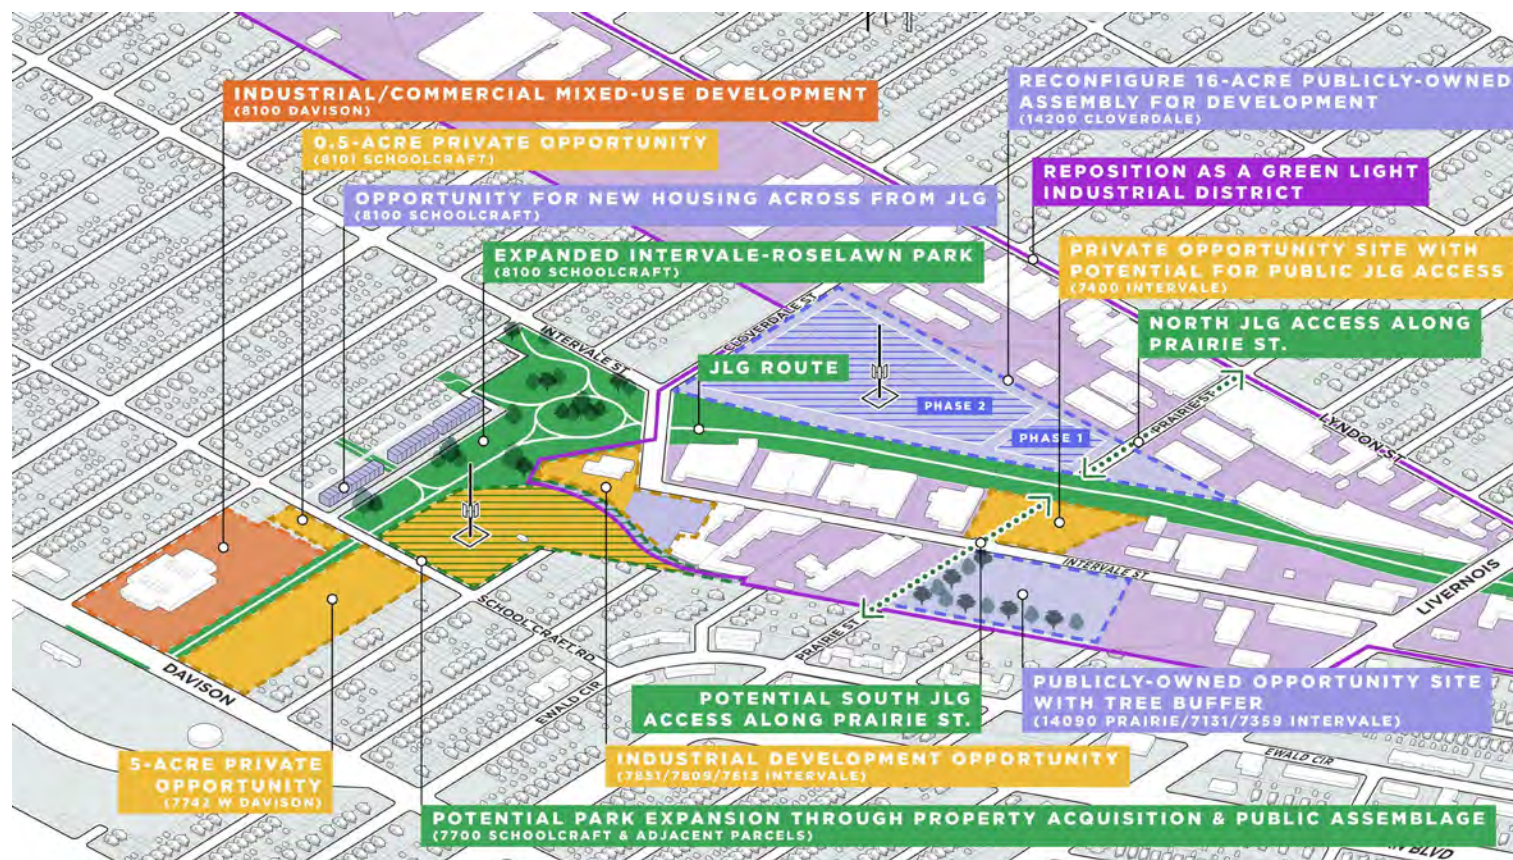 INDUSTRIAL/COMMERCIAL MIXED-USE DEVELOPMENT
(8100 DAVISON)
0.5-ACRE PRIVATE OPPORTUNITY
(8101 SCHOOLCRAFT)
OPPORTUNITY FOR NEW HOUSING ACROSS FROM JLG
(8100 SCHOOLCRAFT)
EXPANDED INTERVALE-ROSELAWN PARK
(8100 SCHOOLCRAFT)
RECONFIGURE 16-ACRE PUBLICLY-OWNED
ASSEMBLY FOR DEVELOPMENT
(14200 CLOVERDALE)
REPOSITION AS A GREEN LIGHT
INDUSTRIAL DISTRICT
PRIVATE OPPORTUNITY SITE WITH
POTENTIAL FOR PUBLIC JLG ACCESS
(7400 INTERVALE)
NORTH JLG ACCESS ALONG
PRAIRIE ST.
INTERVALE ST
CLOVERDALE ST
JLG ROUTE
PHASE 2
PHASE 1
PRAIRIE ST
LYNDON ST
INTERVALE ST
LIVERNOIS
SCHOOLCRAFT RD
PRAIRIE ST
EWALD CIR
DAVISON
POTENTIAL SOUTH JLG
ACCESS ALONG PRAIRIE ST.
PUBLICLY-OWNED OPPORTUNITY SITE
WITH TREE BUFFER
(14090 PRAIRIE/7131/7359 INTERVALE)
5-ACRE PRIVATE
OPPORTUNITY
(7742 W DAVISON)
INDUSTRIAL DEVELOPMENT OPPORTUNITY
(7831/7809/7613 INTERVALE)
EWALD CIR
POTENTIAL PARK EXPANSION THROUGH PROPERTY ACQUISITION & PUBLIC ASSEMBLAGE
(7700 SCHOOLCRAFT & ADJACENT PARCELS)
BLVD